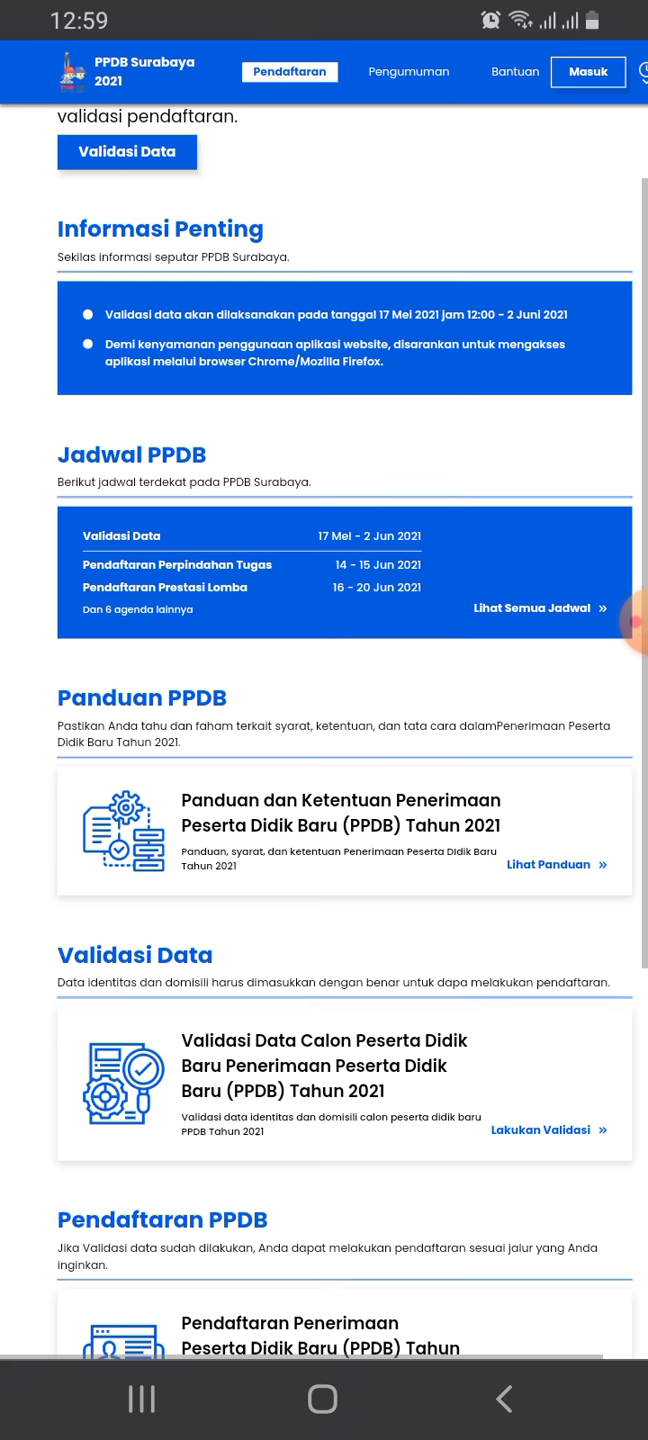 12:59
PPDB Surabaya
2021
Pendaftaran
Pengumuman
Bantuan
Masuk
validasi pendaftaran.
Validasi Data
Informasi Penting
Sekilas informasi seputar PPDB Surabaya.
Validasi data akan dilaksanakan pada tanggal 17 Mei 2021 jam 12:00 - 2 Juni 2021
Demi kenyamanan penggunaan aplikasi website, disarankan untuk mengakses
aplikasi melalui browser Chrome/Mozilla Firefox.
Jadwal PPDB
Berikut jadwal terdekat pada PPDB Surabaya.
Validasi Data 17 Mei - 2 Jun 2021
Pendaftaran Perpindahan Tugas 14 - 15 Jun 2021
Pendaftaran Prestasi Lomba 16 - 20 Jun 2021
Dan 6 agenda lainnya
Lihat Semua Jadwal »
Panduan PPDB
Pastikan Anda tahu dan faham terkait syarat, ketentuan, dan tata cara dalamPenerimaan Peserta
Didik Baru Tahun 2021.
Panduan dan Ketentuan Penerimaan
Peserta Didik Baru (PPDB) Tahun 2021
Panduan, syarat, dan ketentuan Penerimaan Peserta Didik Baru
Tahun 2021
Lihat Panduan »
Validasi Data
Data identitas dan domisili harus dimasukkan dengan benar untuk dapa melakukan pendaftaran.
Validasi Data Calon Peserta Didik
Baru Penerimaan Peserta Didik
Baru (PPDB) Tahun 2021
Validasi data identitas dan domisili calon peserta didik baru
PPDB Tahun 2021
Lakukan Validasi »
Pendaftaran PPDB
Jika Validasi data sudah dilakukan, Anda dapat melakukan pendaftaran sesuai jalur yang Anda
inginkan.
Pendaftaran Penerimaan
Peserta Didik Baru (PPDB) Tahun